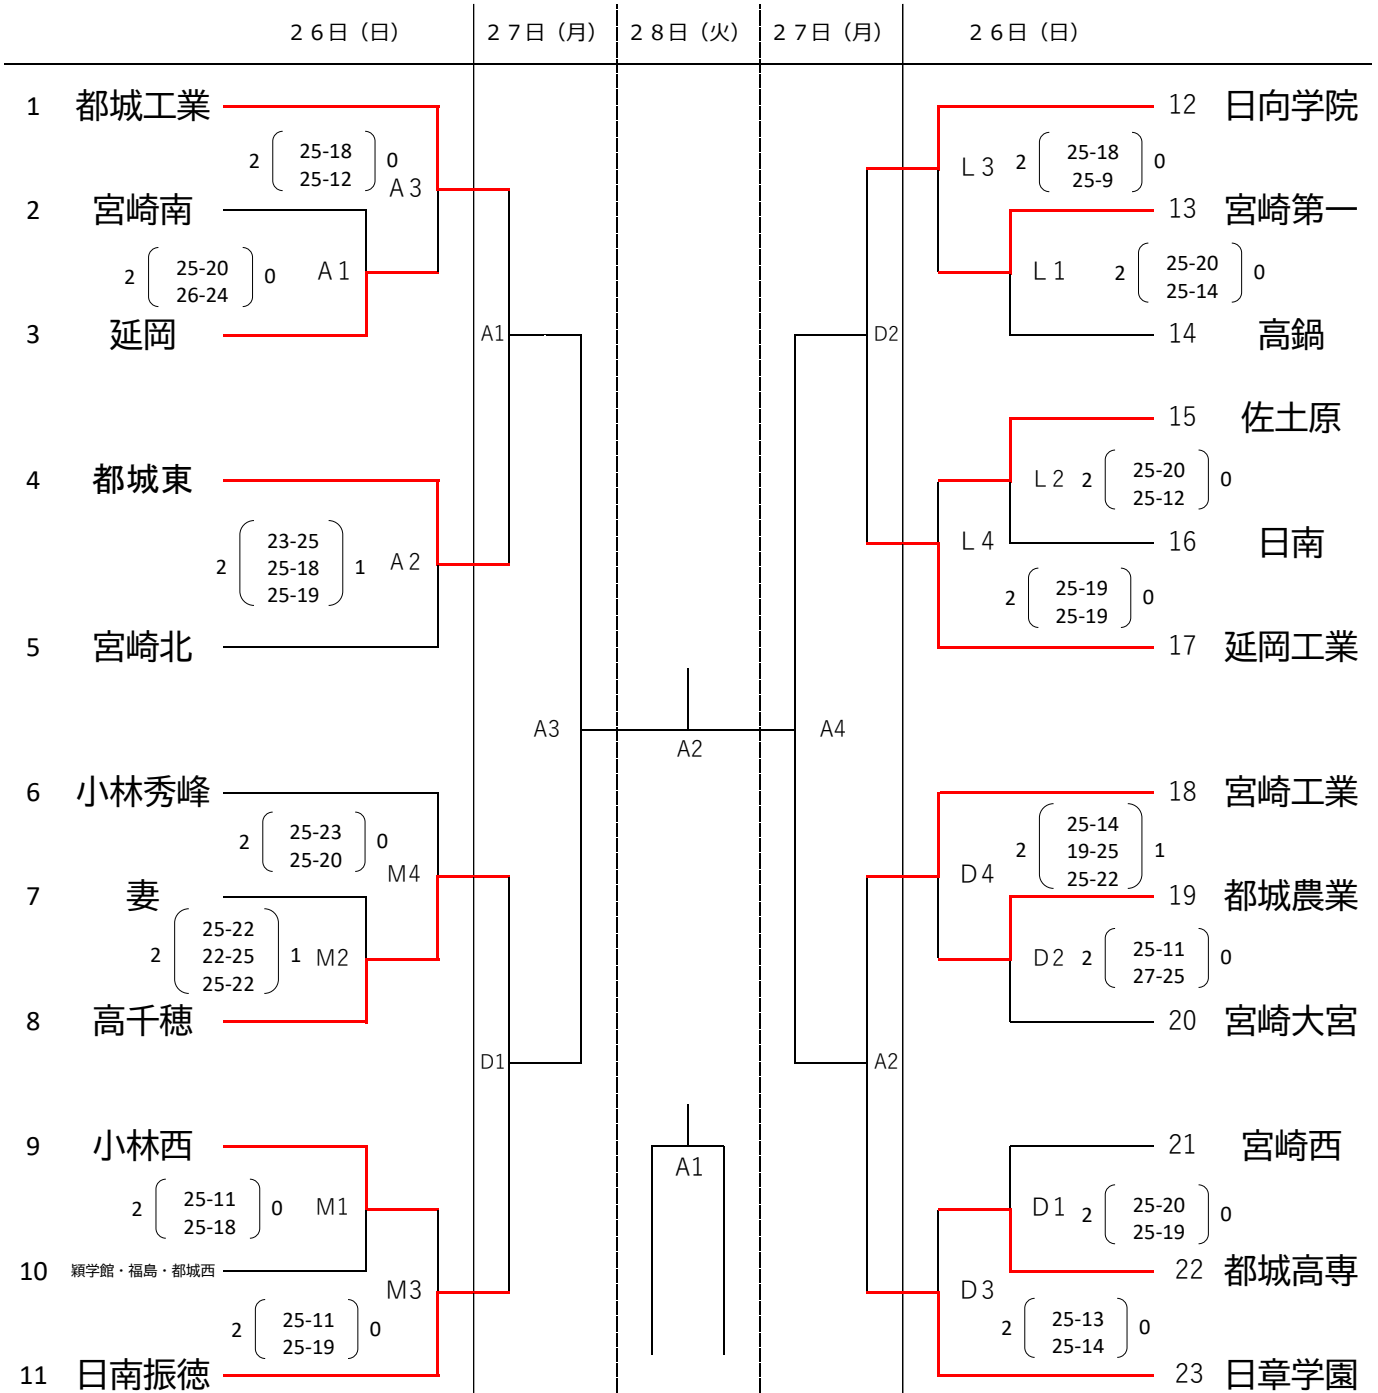 ２６日（日） ２７日（月） ２８日（火） ２７日（月） ２６日（日）
1 都城工業
2 25-18 0
25-12
A3
2 宮崎南
2 25-20 0
26-24
A1
3 延岡
A1
4 都城東
2 23-25 1
25-18
25-19
A2
5 宮崎北
A3
6 小林秀峰
2 25-23 0
25-20
M4
7 妻
2 25-22 1
22-25
25-22
M2
8 高千穂
D1
9 小林西
2 25-11 0
25-18
M1
10 穎学館・福島・都城西
M3
2 25-11 0
25-19
11 日南振徳
A2
A1
12 日向学院
L3 2 25-18 0
25-9
13 宮崎第一
L1 2 25-20 0
25-14
14 高鍋
D2
15 佐土原
L2 2 25-20 0
25-12
16 日南
L4
2 25-19 0
25-19
17 延岡工業
A4
18 宮崎工業
2 25-14 1
19-25
25-22
D4
19 都城農業
D2 2 25-11 0
27-25
20 宮崎大宮
A2
21 宮崎西
D1 2 25-20 0
25-19
22 都城高専
D3
2 25-13 0
25-14
23 日章学園